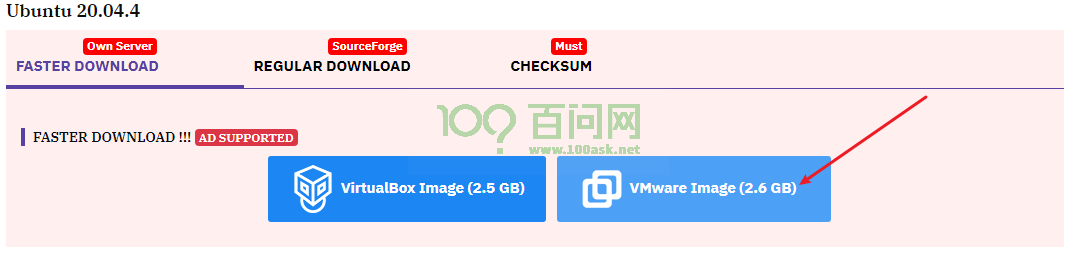 Ubuntu 20.04.4
Own Server
SourceForge
Must
FASTER DOWNLOAD
REGULAR DOWNLOAD
CHECKSUM
100?
百问网
www.100ask.net
FASTER DOWNLOAD !!! AD SUPPORTED
VirtualBox Image (2.5 GB)
VMware Image (2.6 GB)